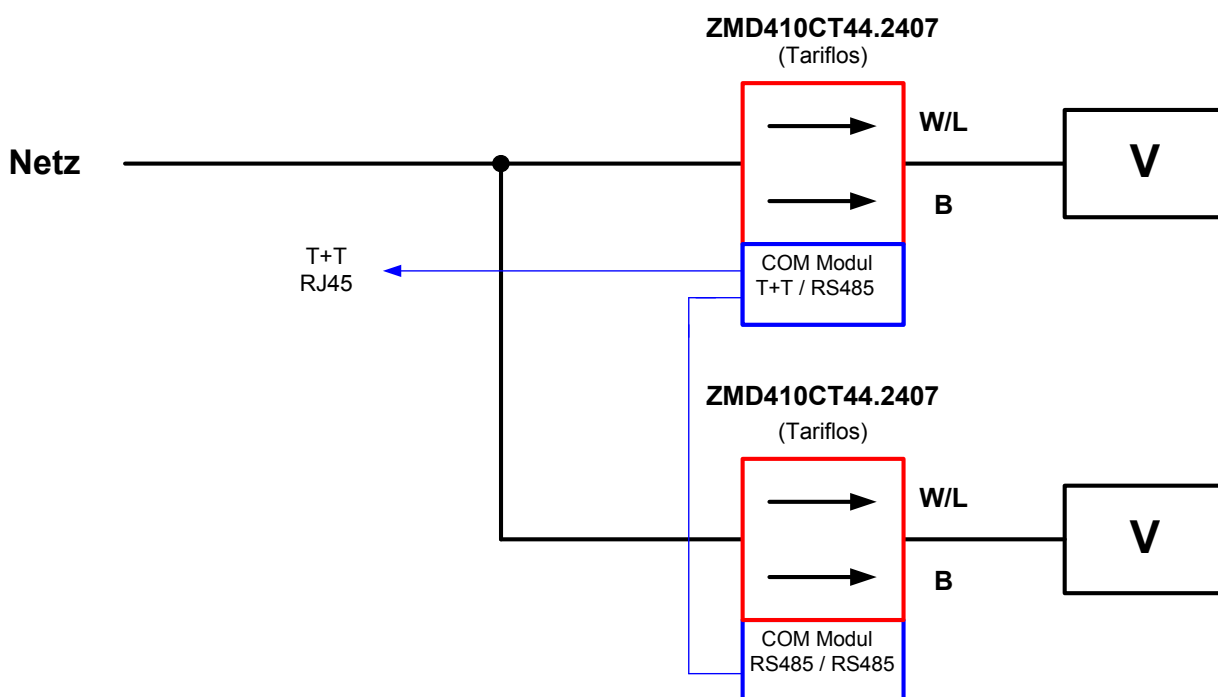 ZMD410CT44.2407
(Tariflos)
W/L
Netz
V
B
T+T
RJ45
COM Modul
T+T / RS485
ZMD410CT44.2407
(Tariflos)
W/L
V
B
COM Modul
RS485 / RS485